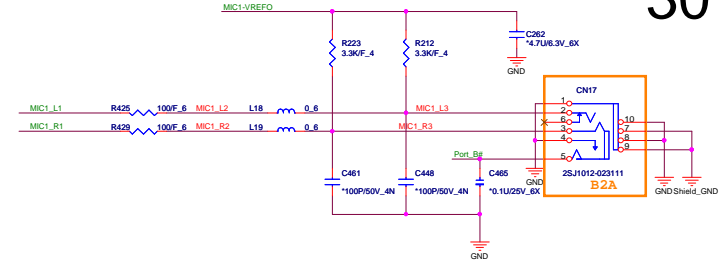 30
MIC1-VREFO
R223
3.3K/F_4
R212
3.3K/F_4
C262
*4.7U/6.3V_6X
GND
CN17
MIC1_L1
R425
100/F_6
MIC1_L2
L18
0_6
MIC1_L3
MIC1_R1
R429
100/F_6
MIC1_R2
L19
0_6
MIC1_R3
1
2
6
3
4
5
10
7
8
9
Port_B#
C461
*100P/50V_4N
C448
*100P/50V_4N
C465
*0.1U/25V_6X
GND
2SJ1012-023111
B2A
GND
Shield_GND
GND